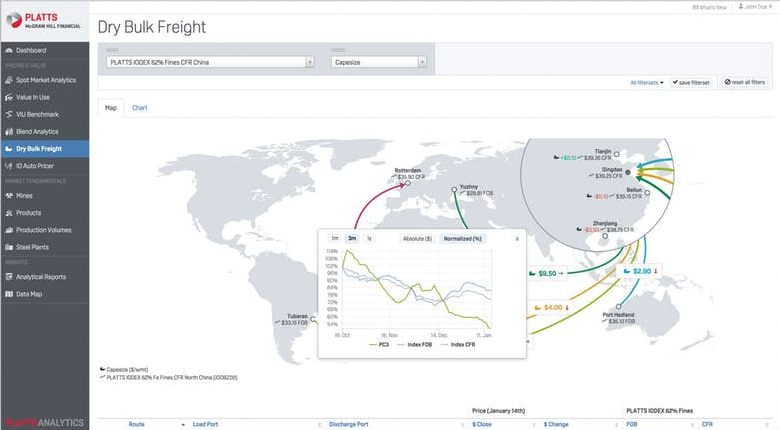 PLATTS
McGRAW HILL FINANCIAL
What's New
John Doe
Dry Bulk Freight
Dashboard
PRICING & VALUE
Spot Market Analytics
Value In Use
VIU Benchmark
Blend Analytics
Dry Bulk Freight
IO Auto Pricer
MARKET FUNDAMENTALS
Mines
Products
Production Volumes
Steel Plants
INSIGHTS
Analytical Reports
Data Map
INDEX
PLATTS IODEX 62% Fines CFR China
Capesize
All filtersets
save filterset
reset all filters
Map
Chart
Tianjin
+$0.10 $39.35 CFR
Qingdao
$39.25 CFR
Beilun
-$0.10 $39.15 CFR
Zhanjiang
-$0.50 $38.75 CFR
Rotterdam
$35.90 CFR
Yuzhny
$29.81 FOB
1m 3m 1y
Absolute ($)
Normalized (%)
x
114%
108%
102%
96%
90%
84%
78%
72%
66%
60%
54%
19. Oct
16. Nov
14. Dec
11. Jan
PC3
Index FOB
Index CFR
$9.50
$2.90
$4.00
Tubarao
$33.15 FOB
Port Hedland
$36.10 FOB
Capesize ($/wmt)
PLATTS IODEX 62% Fe Fines CFR North China (IODBZ00)
Price (January 14th)
PLATTS IODEX 62% Fines
Route
Load Port
Discharge Port
$ Close
$ Change
FOB
CFR
PLATTS ANALYTICS